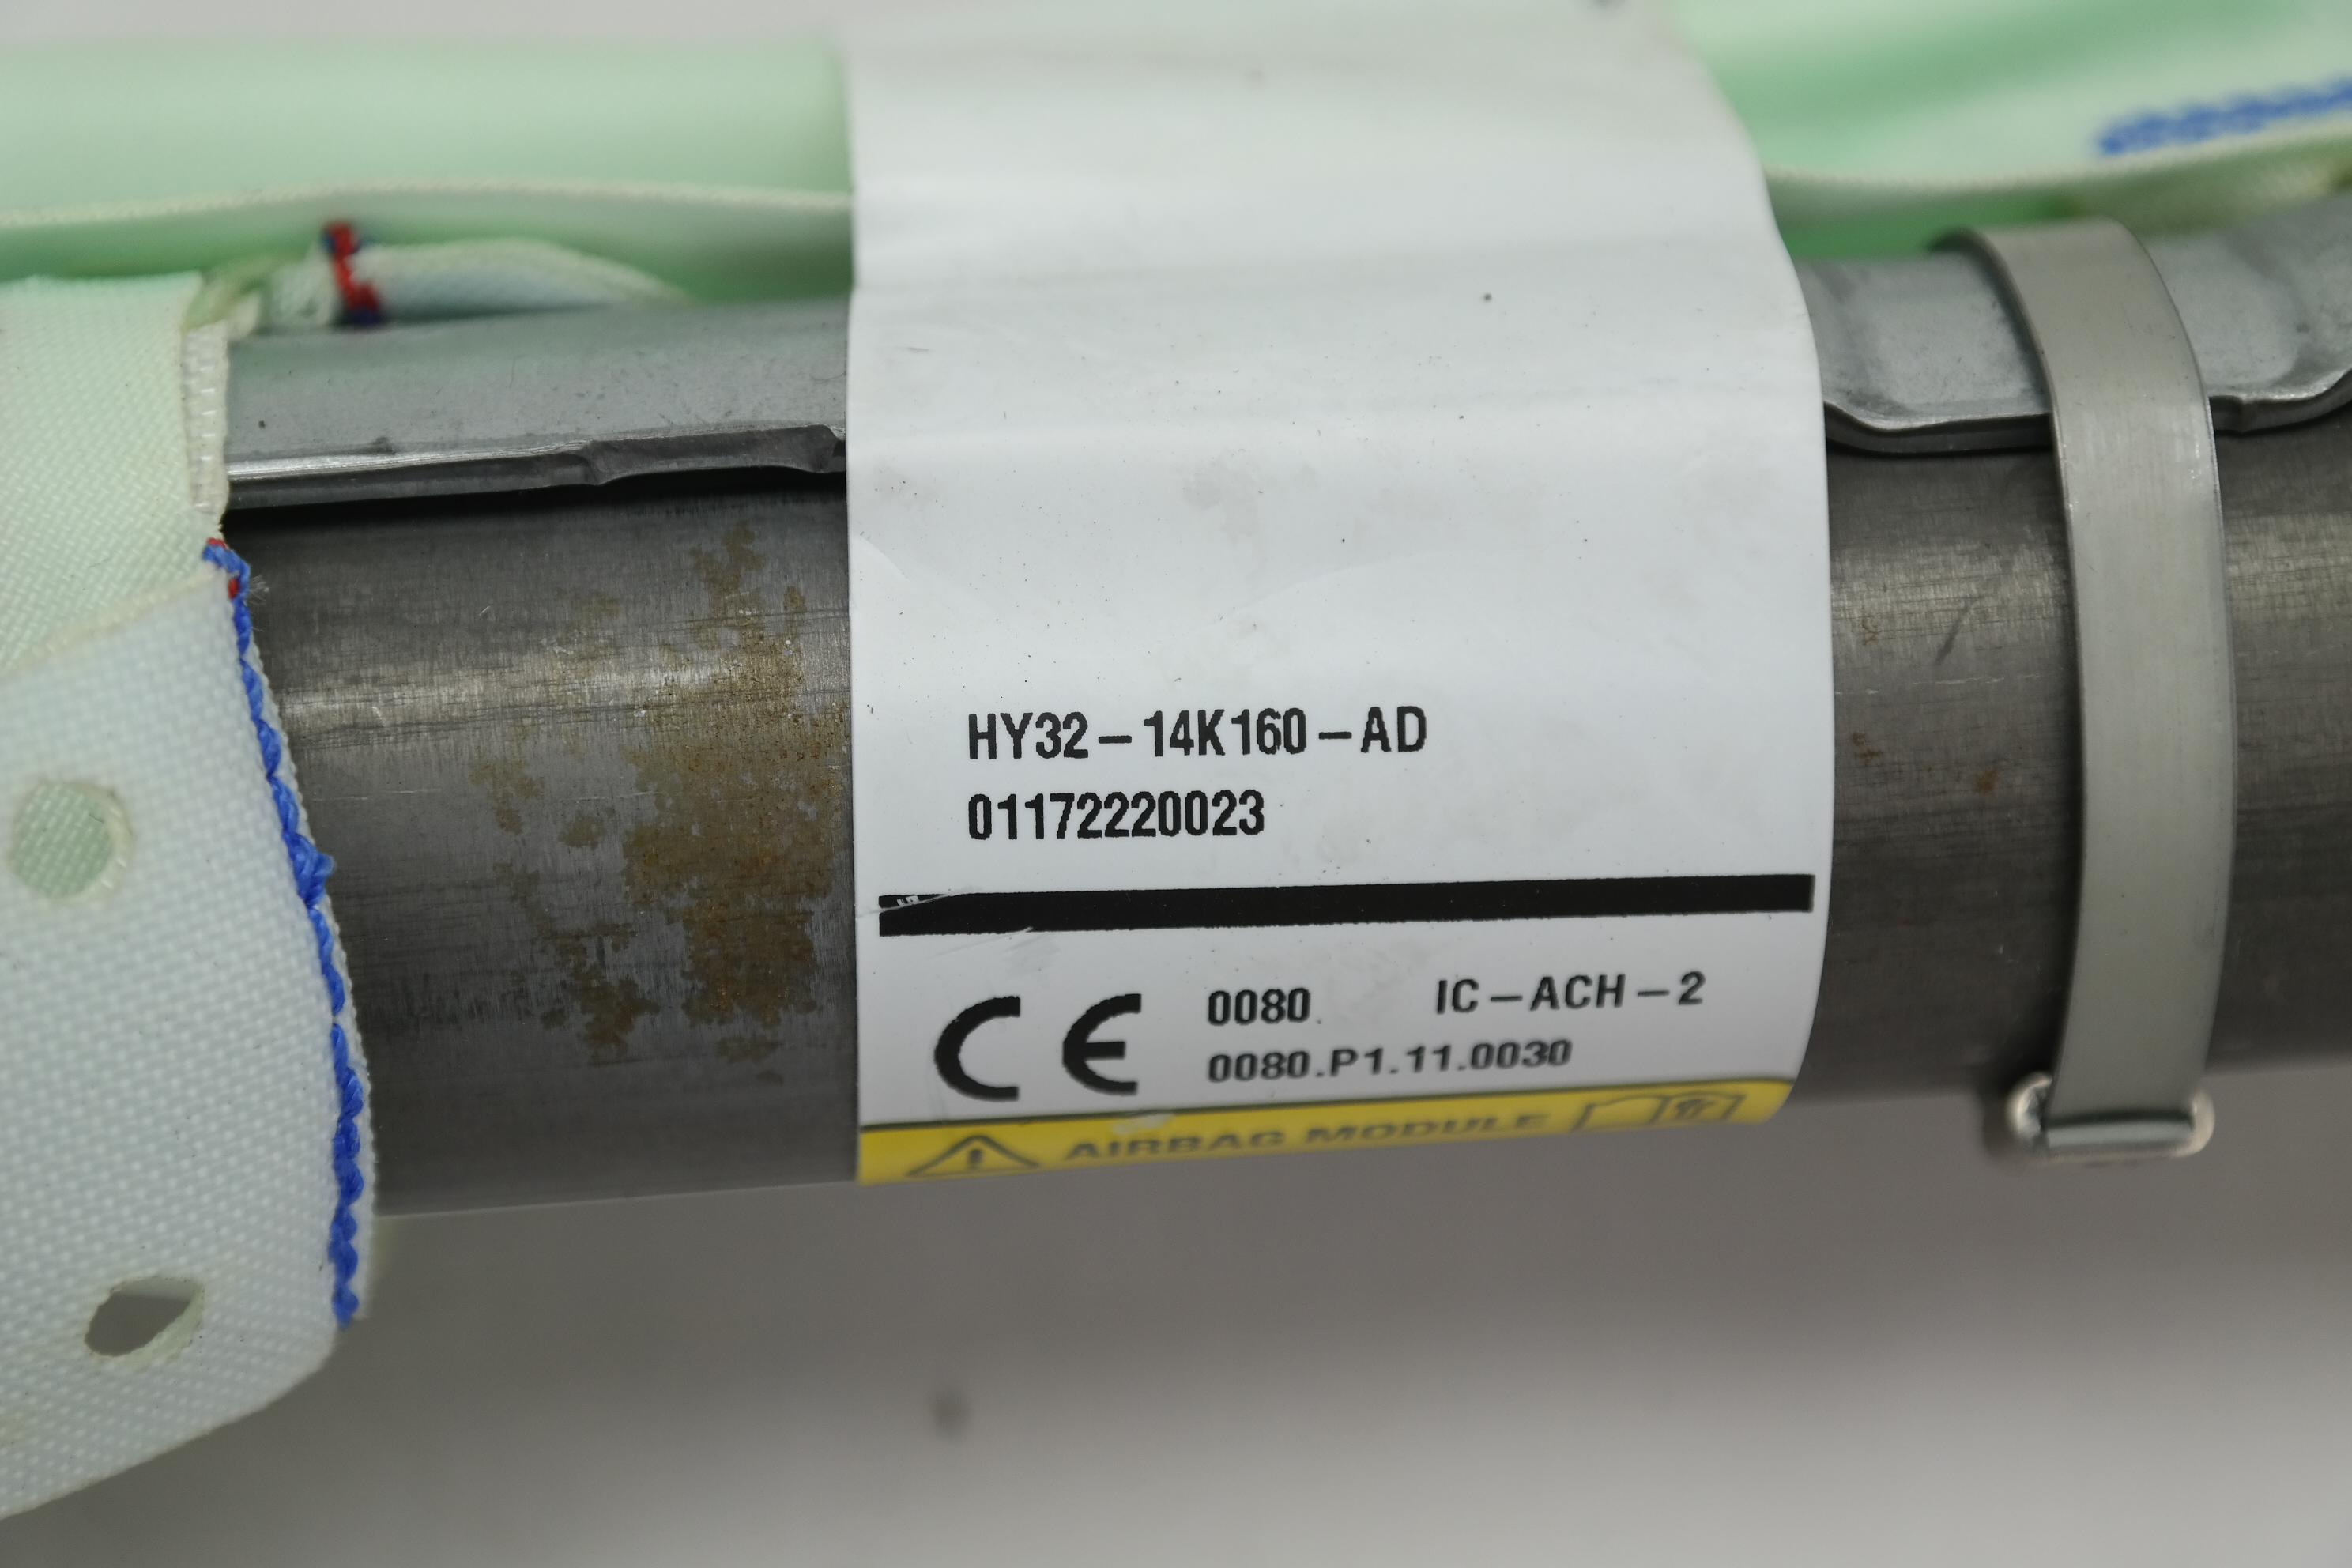 HY32-14K160-AD
01172220023
CE 0080 IC-ACH-2
0080.P1.11.0030
AIRBAG MODULE